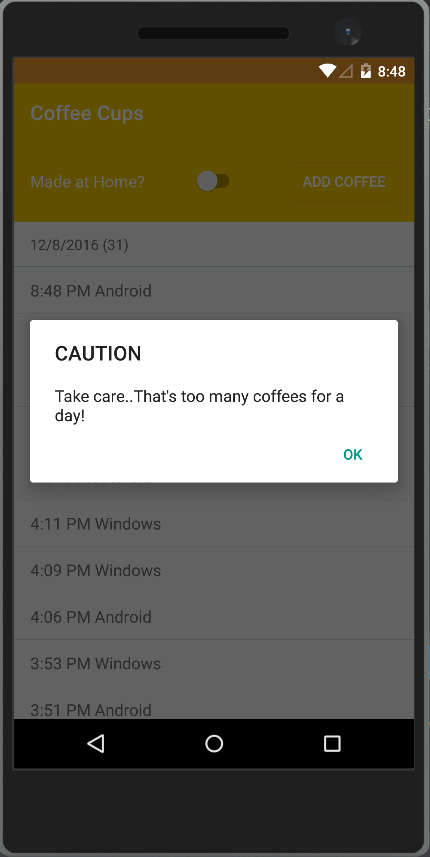 8:48
Coffee Cups
Made at Home?
ADD COFFEE
12/8/2016 (31)
8:48 PM Android
CAUTION
Take care..That's too many coffees for a
day!
OK
4:11 PM Windows
4:09 PM Windows
4:06 PM Android
3:53 PM Windows
3:51 PM Android